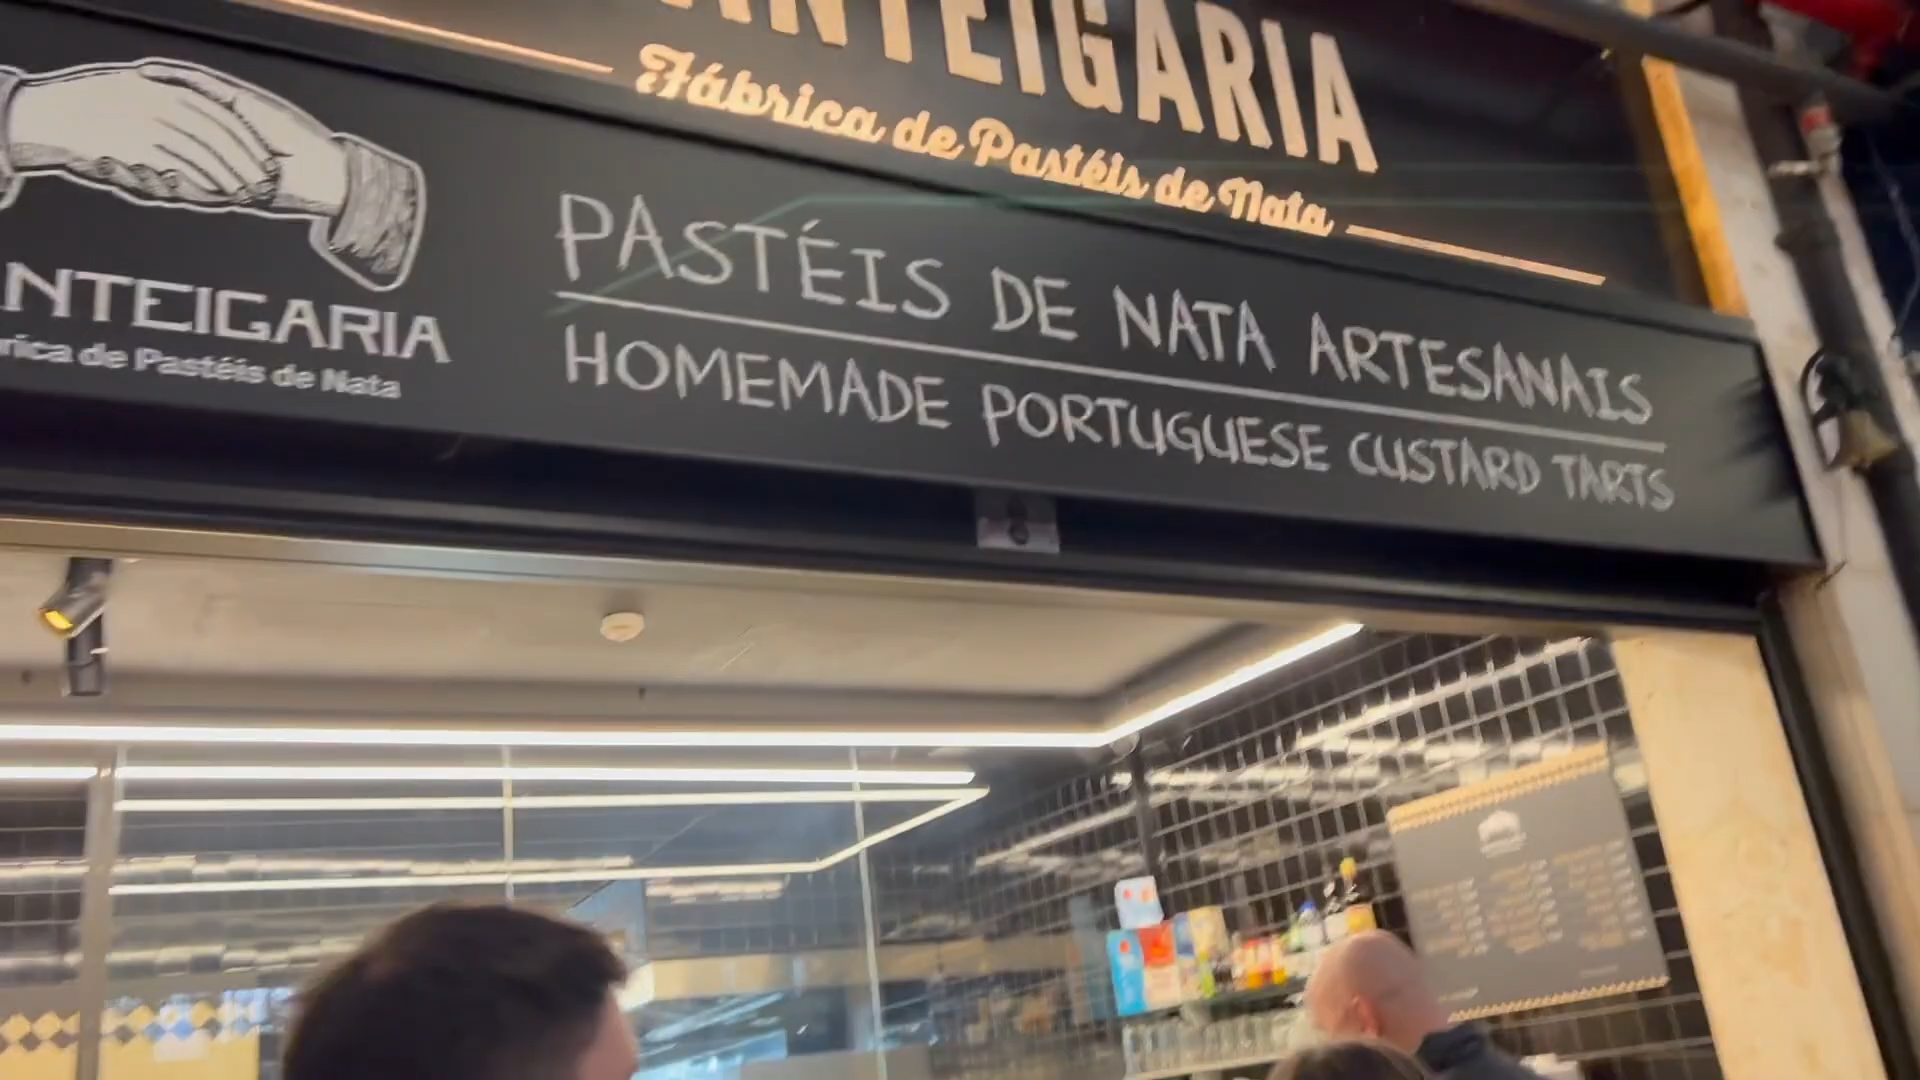 ANTEIGARIA
Fábrica de Pastéis de Nata
NTEIGARIA
rica de Pastéis de Nata
PASTÉIS DE NATA ARTESANAIS
HOMEMADE PORTUGUESE CUSTARD TARTS